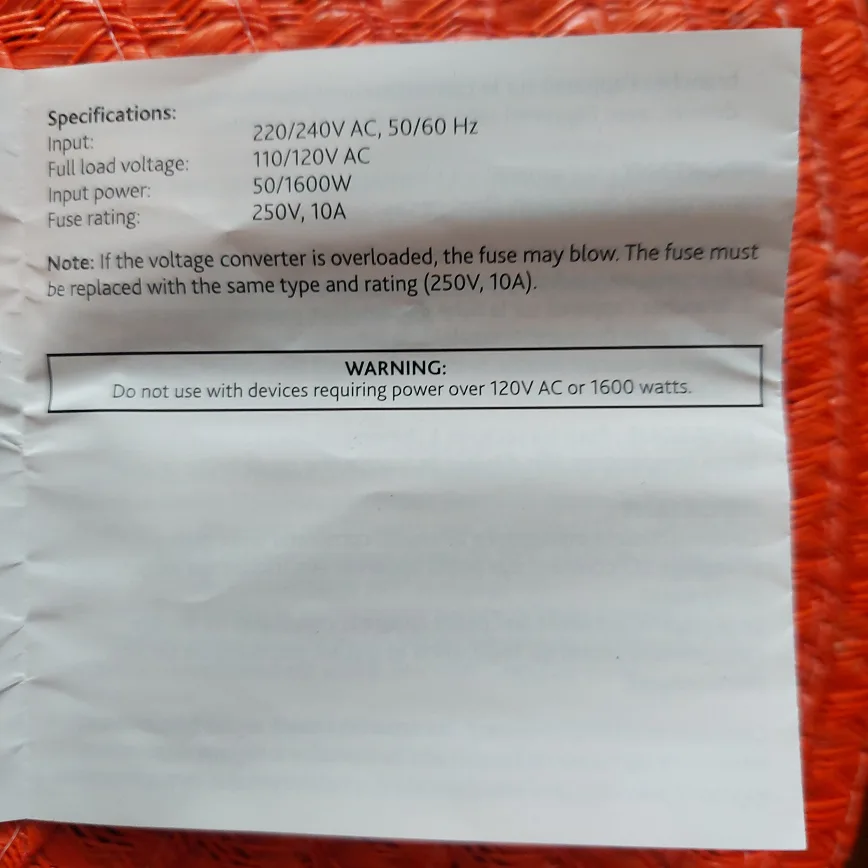 Specifications:
Input: 220/240V AC, 50/60 Hz
Full load voltage: 110/120V AC
Input power: 50/1600W
Fuse rating: 250V, 10A
Note: If the voltage converter is overloaded, the fuse may blow. The fuse must
be replaced with the same type and rating (250V, 10A).
WARNING:
Do not use with devices requiring power over 120V AC or 1600 watts.